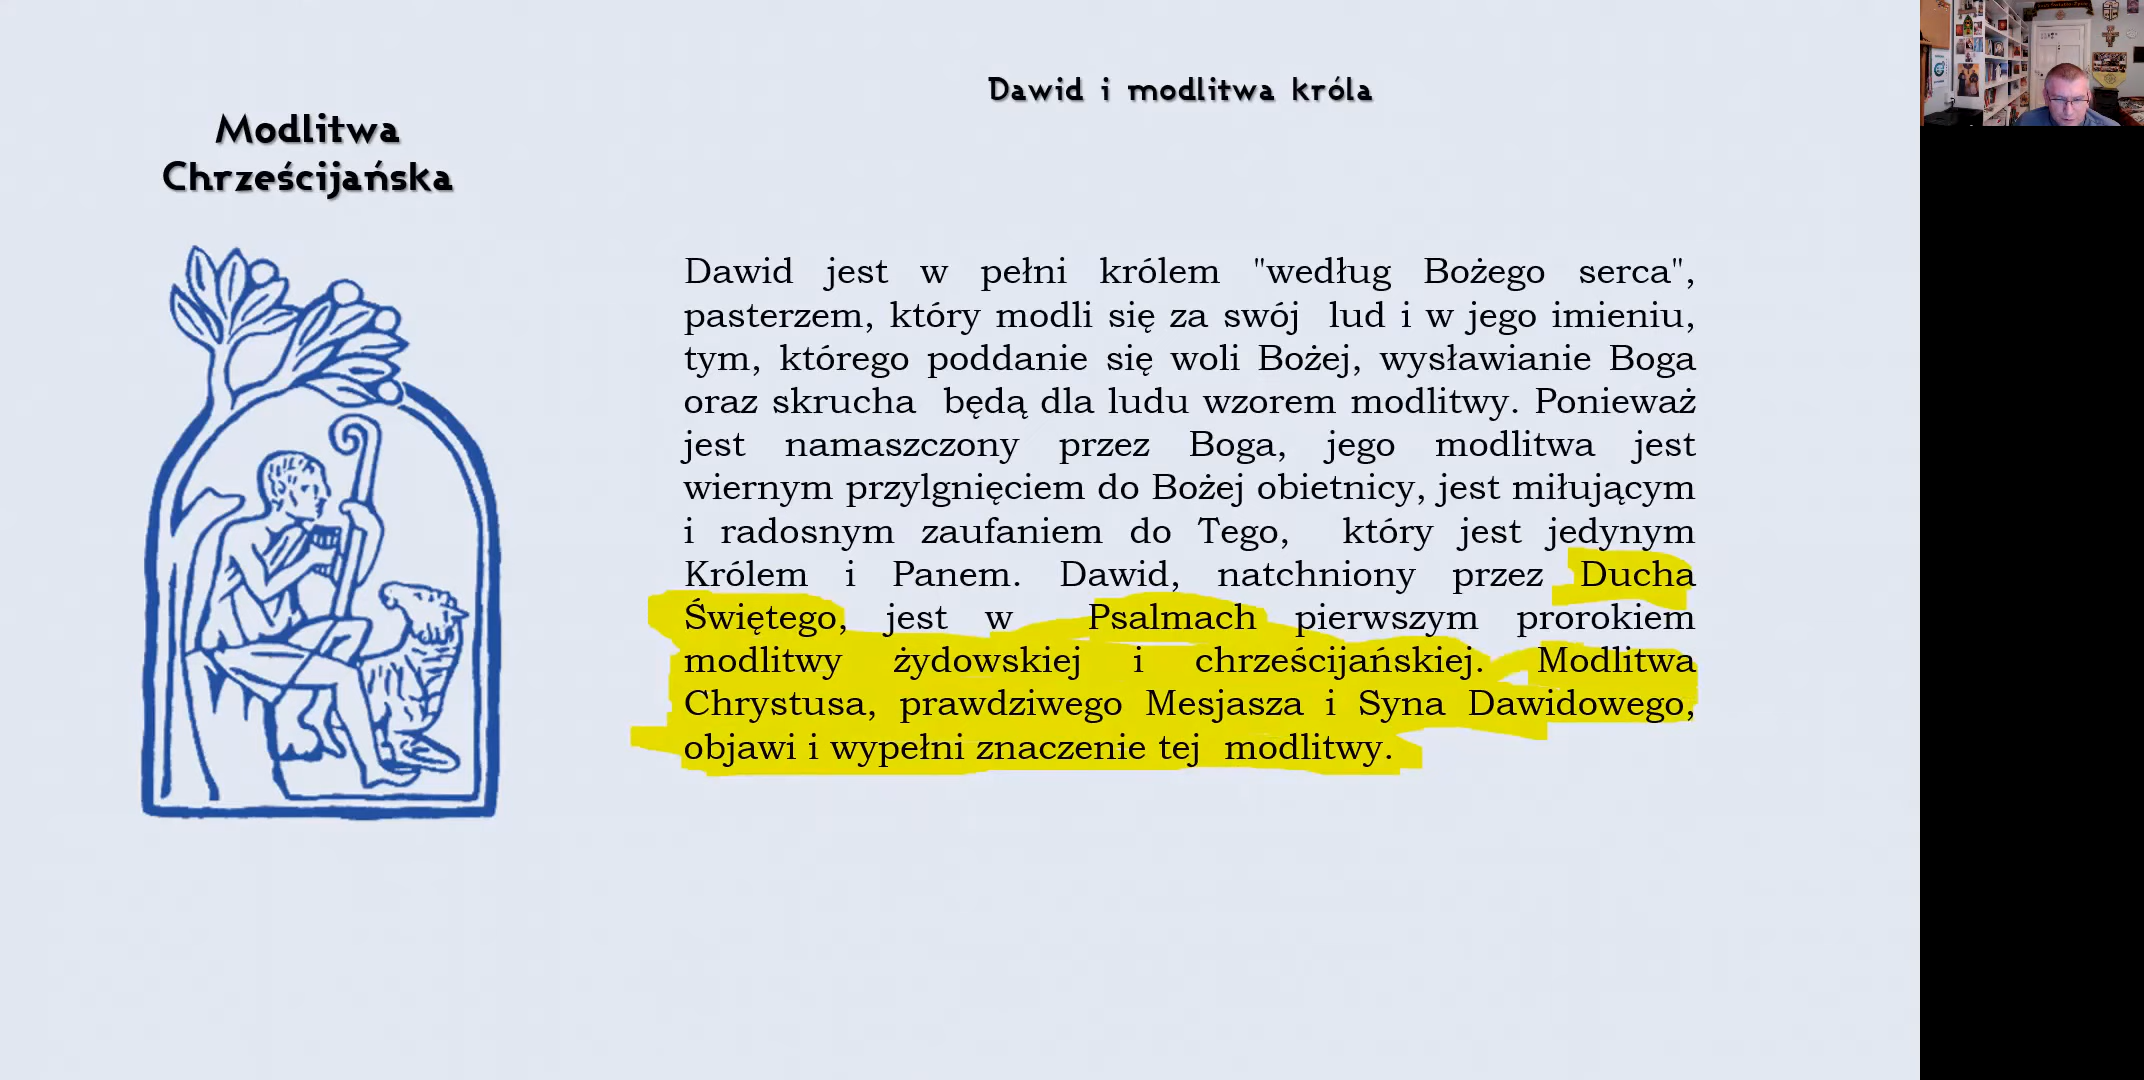 Dawid i modlitwa króla
Modlitwa
Chrześcijańska
Dawid jest w pełni królem "według Bożego serca",
pasterzem, który modli się za swój lud i w jego imieniu,
tym, którego poddanie się woli Bożej, wysławianie Boga
oraz skrucha będą dla ludu wzorem modlitwy. Ponieważ
jest namaszczony przez Boga, jego modlitwa jest
wiernym przylgnięciem do Bożej obietnicy, jest miłującym
i radosnym zaufaniem do Tego, który jest jedynym
Królem i Panem. Dawid, natchniony przez Ducha
Świętego, jest w Psalmach pierwszym prorokiem
modlitwy żydowskiej i chrześcijańskiej. Modlitwa
Chrystusa, prawdziwego Mesjasza i Syna Dawidowego,
objawi i wypełni znaczenie tej modlitwy.